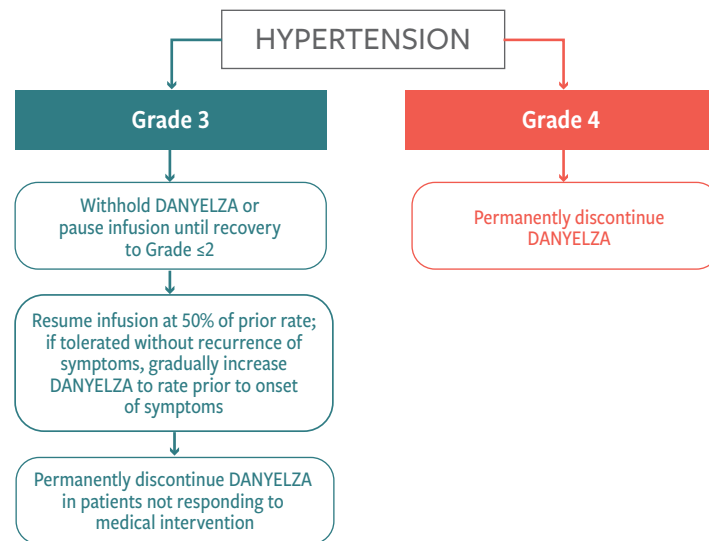 HYPERTENSION
Grade 3
Withhold DANYELZA or
pause infusion until recovery
to Grade ≤2
Resume infusion at 50% of prior rate;
if tolerated without recurrence of
symptoms, gradually increase
DANYELZA to rate prior to onset
of symptoms
Permanently discontinue DANYELZA
in patients not responding to
medical intervention
Grade 4
Permanently discontinue
DANYELZA